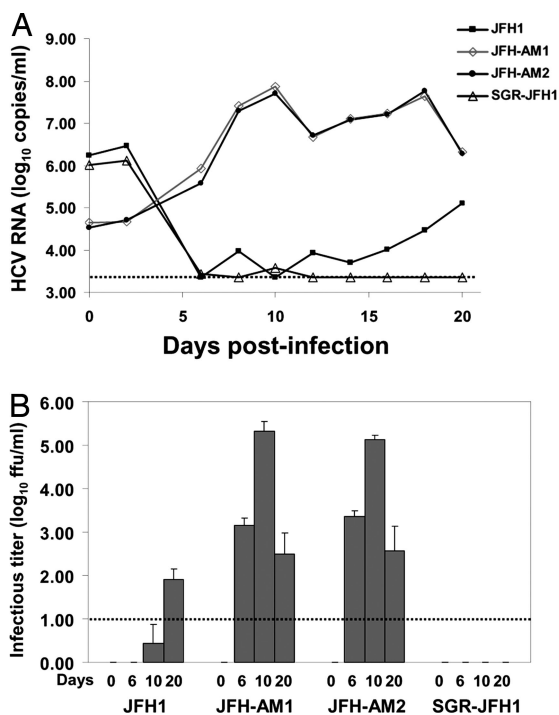 A
HCV RNA (log10 copies/ml)
9.00
8.00
7.00
6.00
5.00
4.00
3.00
0 5 10 15 20
Days post-infection
JFH1
JFH-AM1
JFH-AM2
SGR-JFH1
B
Infectious titer (log10 ffu/ml)
6.00
5.00
4.00
3.00
2.00
1.00
0.00
Days 0 6 10 20 0 6 10 20 0 6 10 20 0 6 10 20
JFH1 JFH-AM1 JFH-AM2 SGR-JFH1